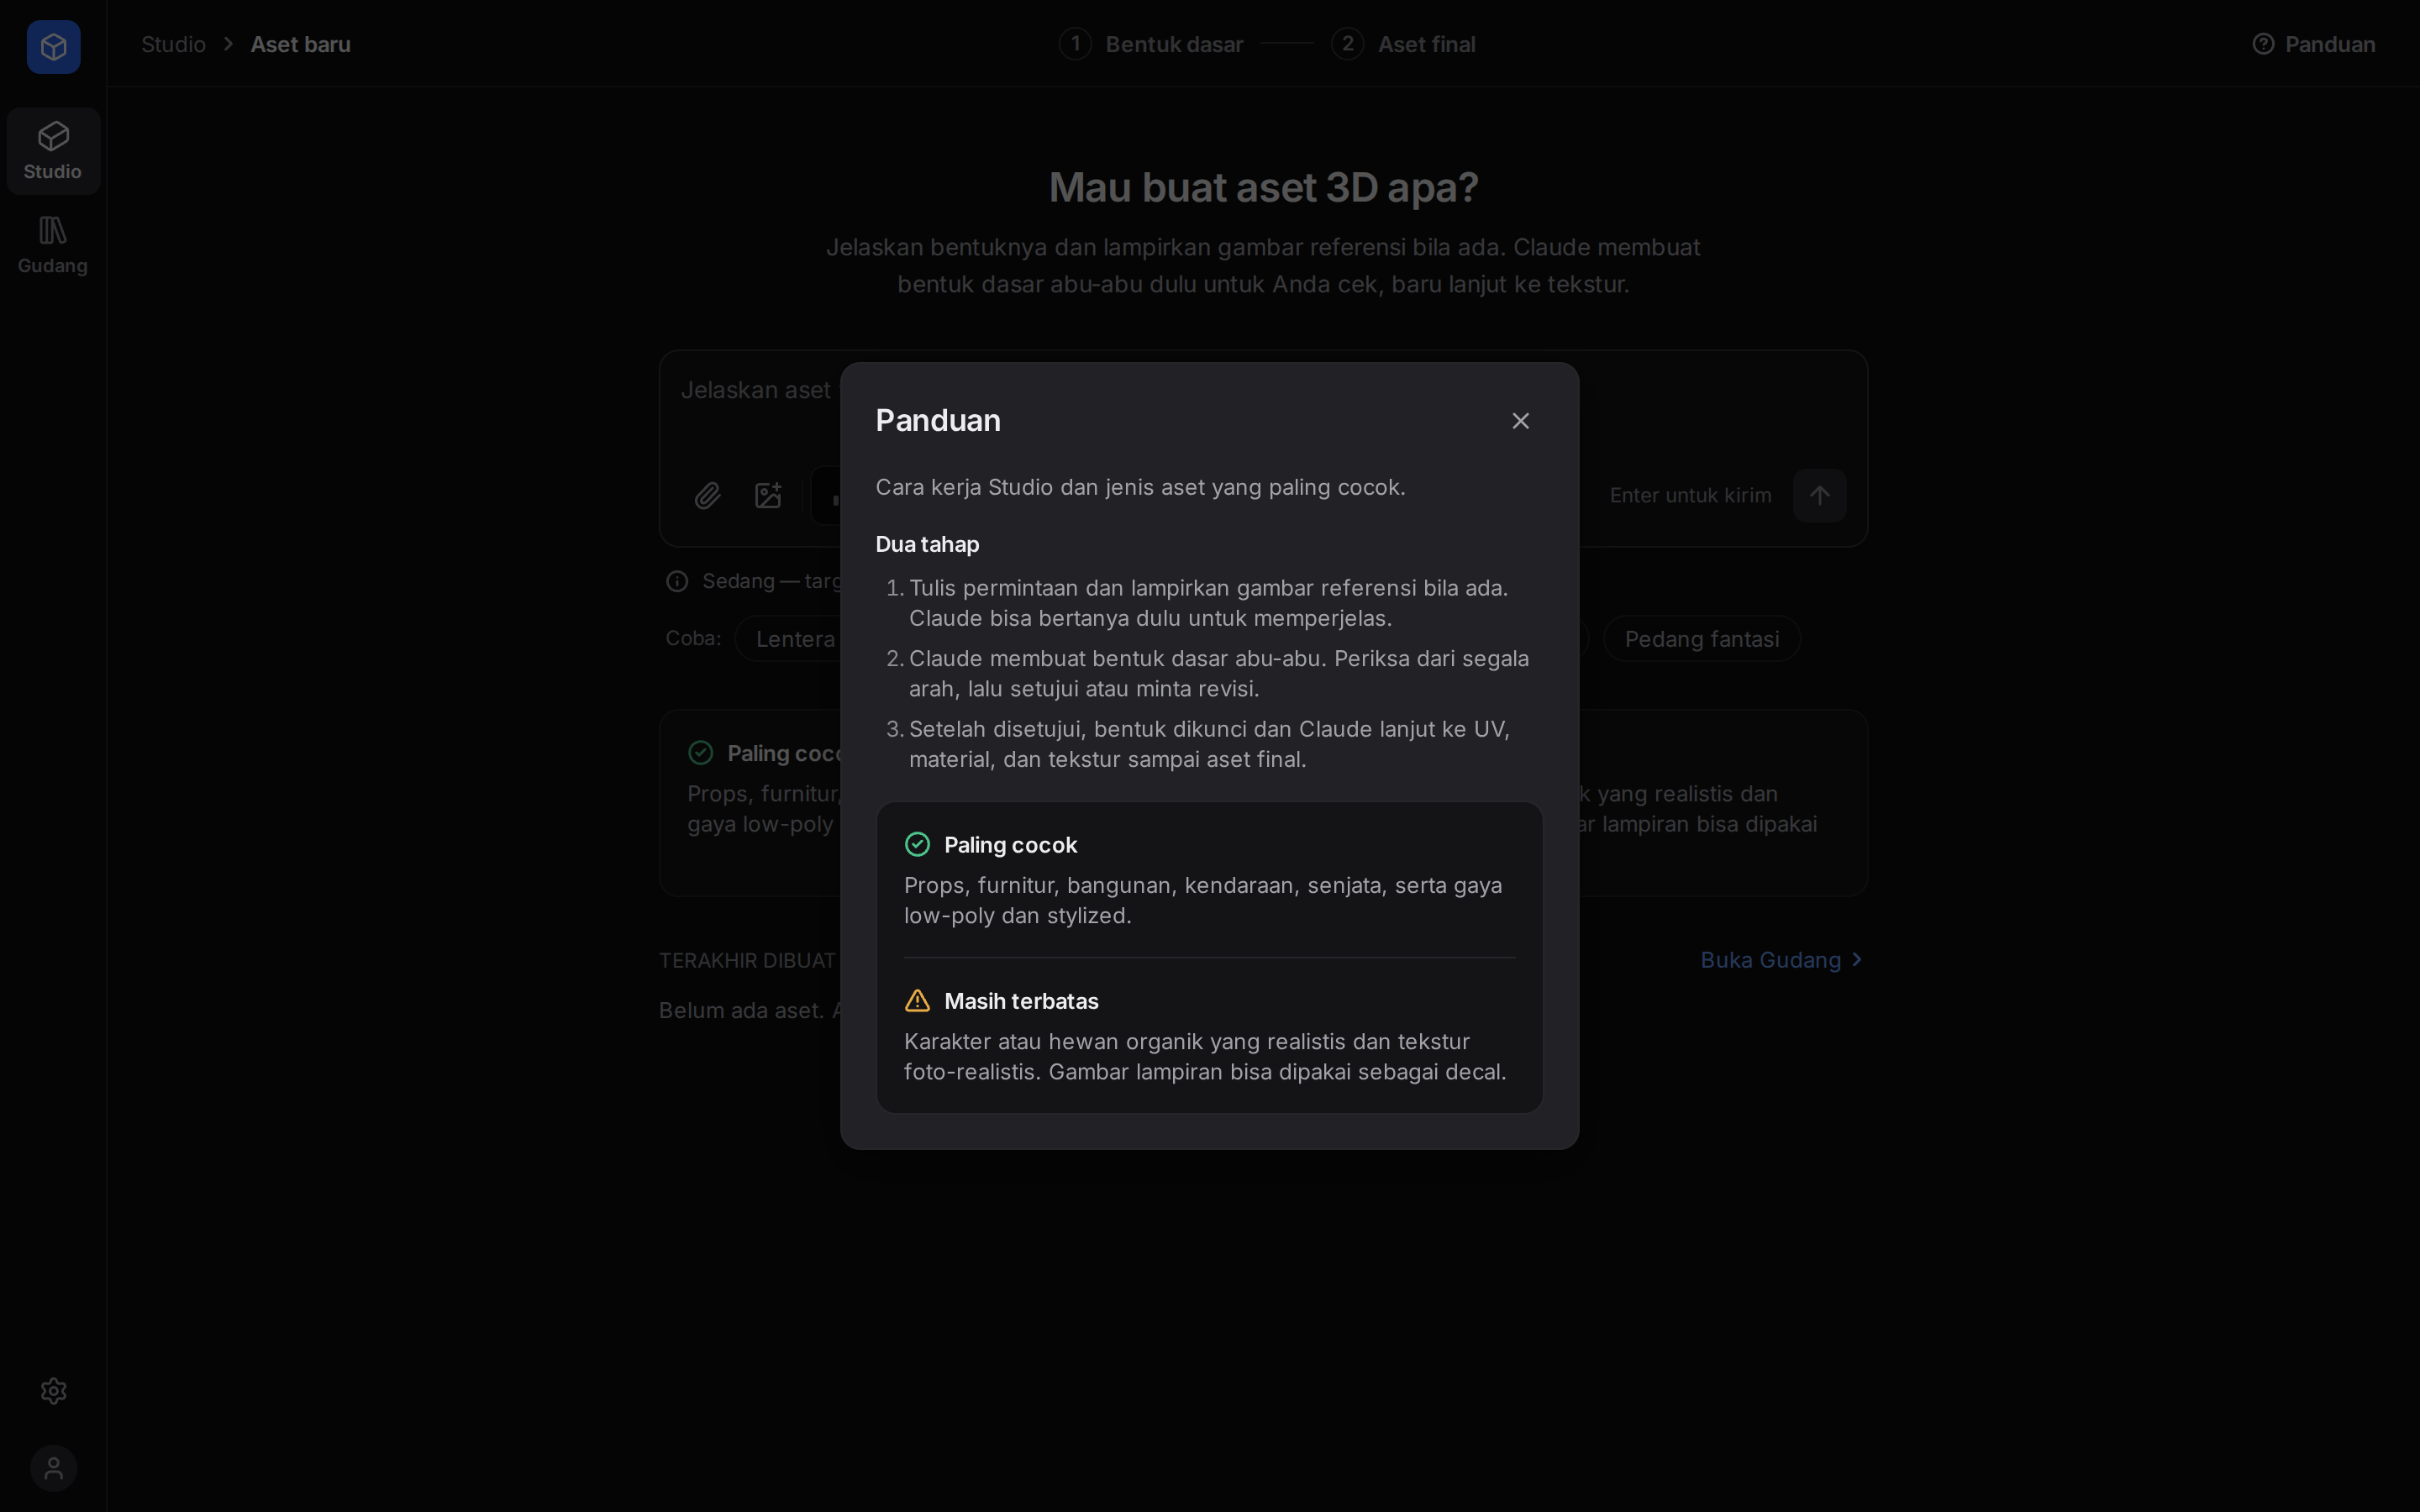 Studio
Aset baru
1 Bentuk dasar
2 Aset final
Panduan
Studio
Gudang
Mau buat aset 3D apa?
Jelaskan bentuknya dan lampirkan gambar referensi bila ada. Claude membuat
bentuk dasar abu-abu dulu untuk Anda cek, baru lanjut ke tekstur.
Jelaskan aset
Enter untuk kirim
Sedang — targ
Coba:
Lentera
Pedang fantasi
Paling coco
Props, furnitur,
gaya low-poly
k yang realistis dan
ar lampiran bisa dipakai
TERAKHIR DIBUAT
Buka Gudang
Belum ada aset.
Panduan
Cara kerja Studio dan jenis aset yang paling cocok.
Dua tahap
1. Tulis permintaan dan lampirkan gambar referensi bila ada.
Claude bisa bertanya dulu untuk memperjelas.
2. Claude membuat bentuk dasar abu-abu. Periksa dari segala
arah, lalu setujui atau minta revisi.
3. Setelah disetujui, bentuk dikunci dan Claude lanjut ke UV,
material, dan tekstur sampai aset final.
Paling cocok
Props, furnitur, bangunan, kendaraan, senjata, serta gaya
low-poly dan stylized.
Masih terbatas
Karakter atau hewan organik yang realistis dan tekstur
foto-realistis. Gambar lampiran bisa dipakai sebagai decal.